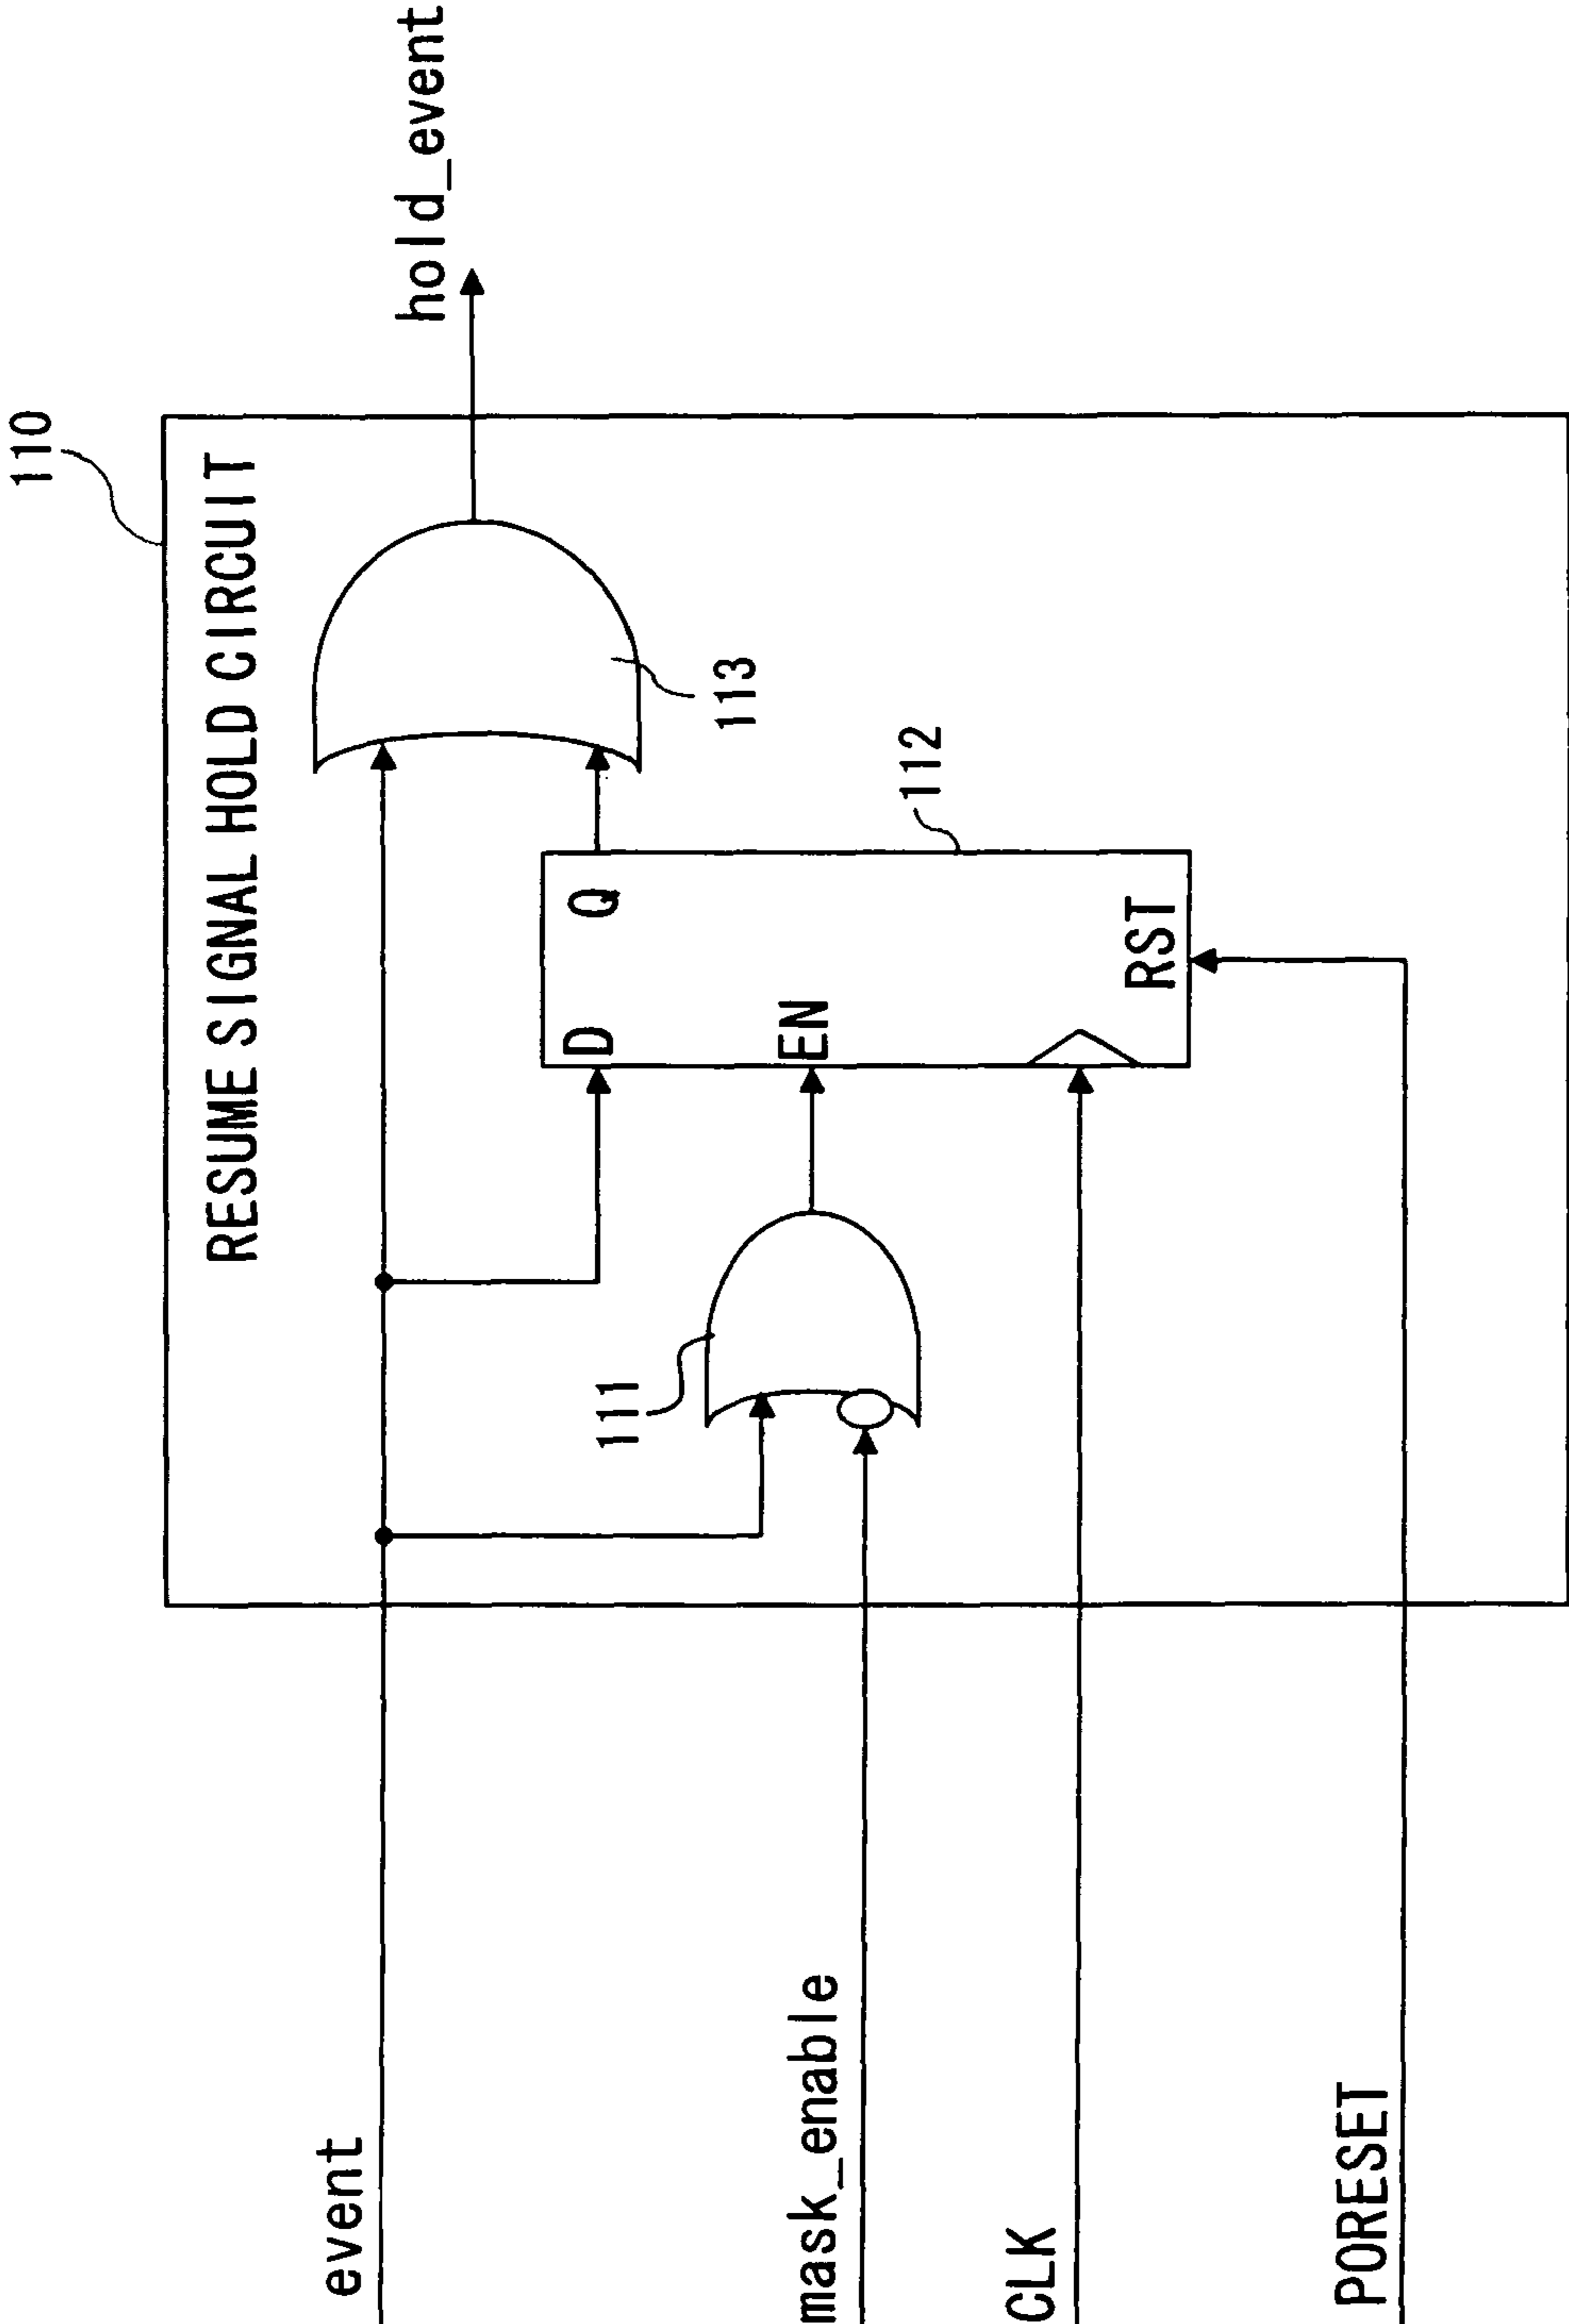 110
RESUME SIGNAL HOLD CIRCUIT
event
hold_event
113
111
D
Q
112
mask_enable
EN
CLK
RST
PORESET